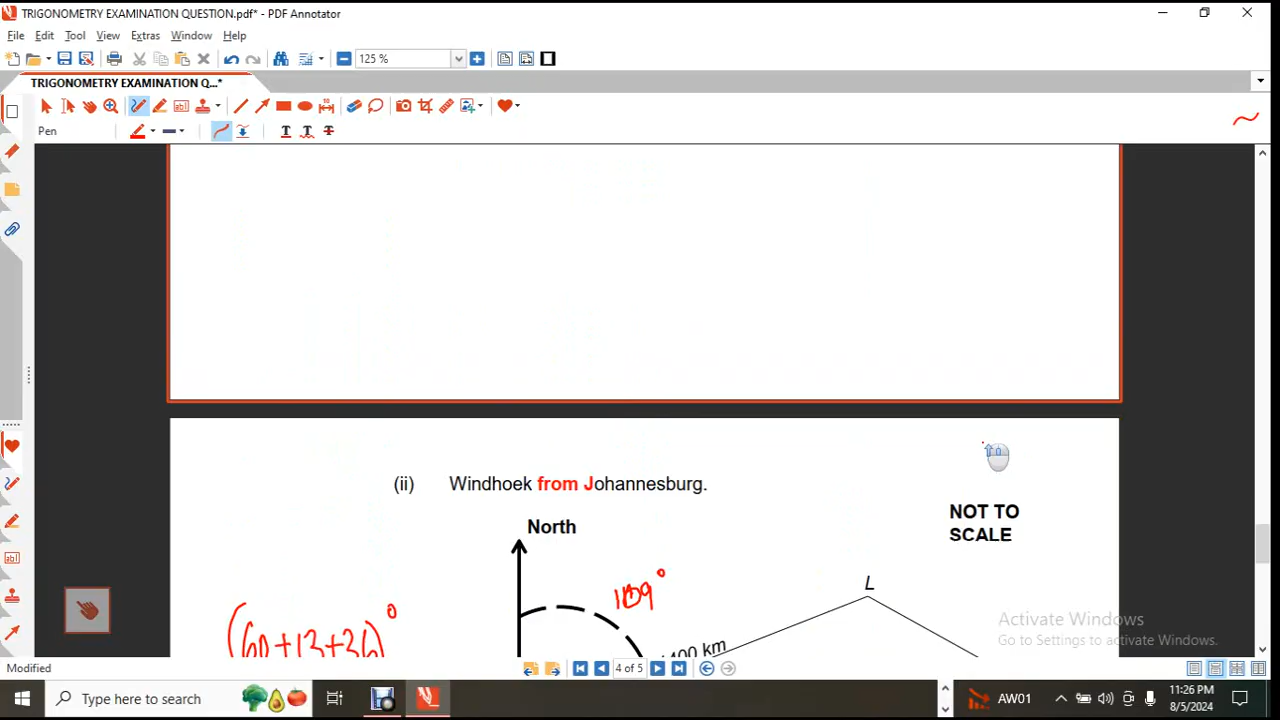 TRIGONOMETRY EXAMINATION QUESTION.pdf* - PDF Annotator
File Edit Tool View Extras Window Help
125 %
TRIGONOMETRY EXAMINATION Q...*
Pen
(ii) Windhoek from Johannesburg.
North
NOT TO
SCALE
109°
L
(60+13+36)°
400 km
Activate Windows
Go to Settings to activate Windows.
Modified
4 of 5
Type here to search
AW01
11:26 PM
8/5/2024